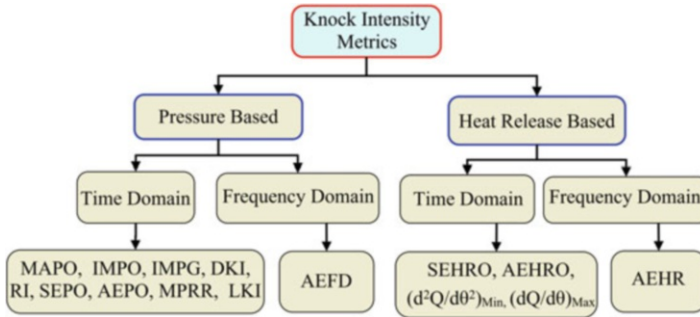 Knock Intensity
Metrics
Pressure Based
Heat Release Based
Time Domain
Frequency Domain
Time Domain
Frequency Domain
MAPO, IMPO, IMPG, DKI,
RI, SEPO, AEPO, MPRR, LKI
AEFD
SEHRO, AEHRO,
(d²Q/dθ²)Min, (dQ/dθ)Max
AEHR